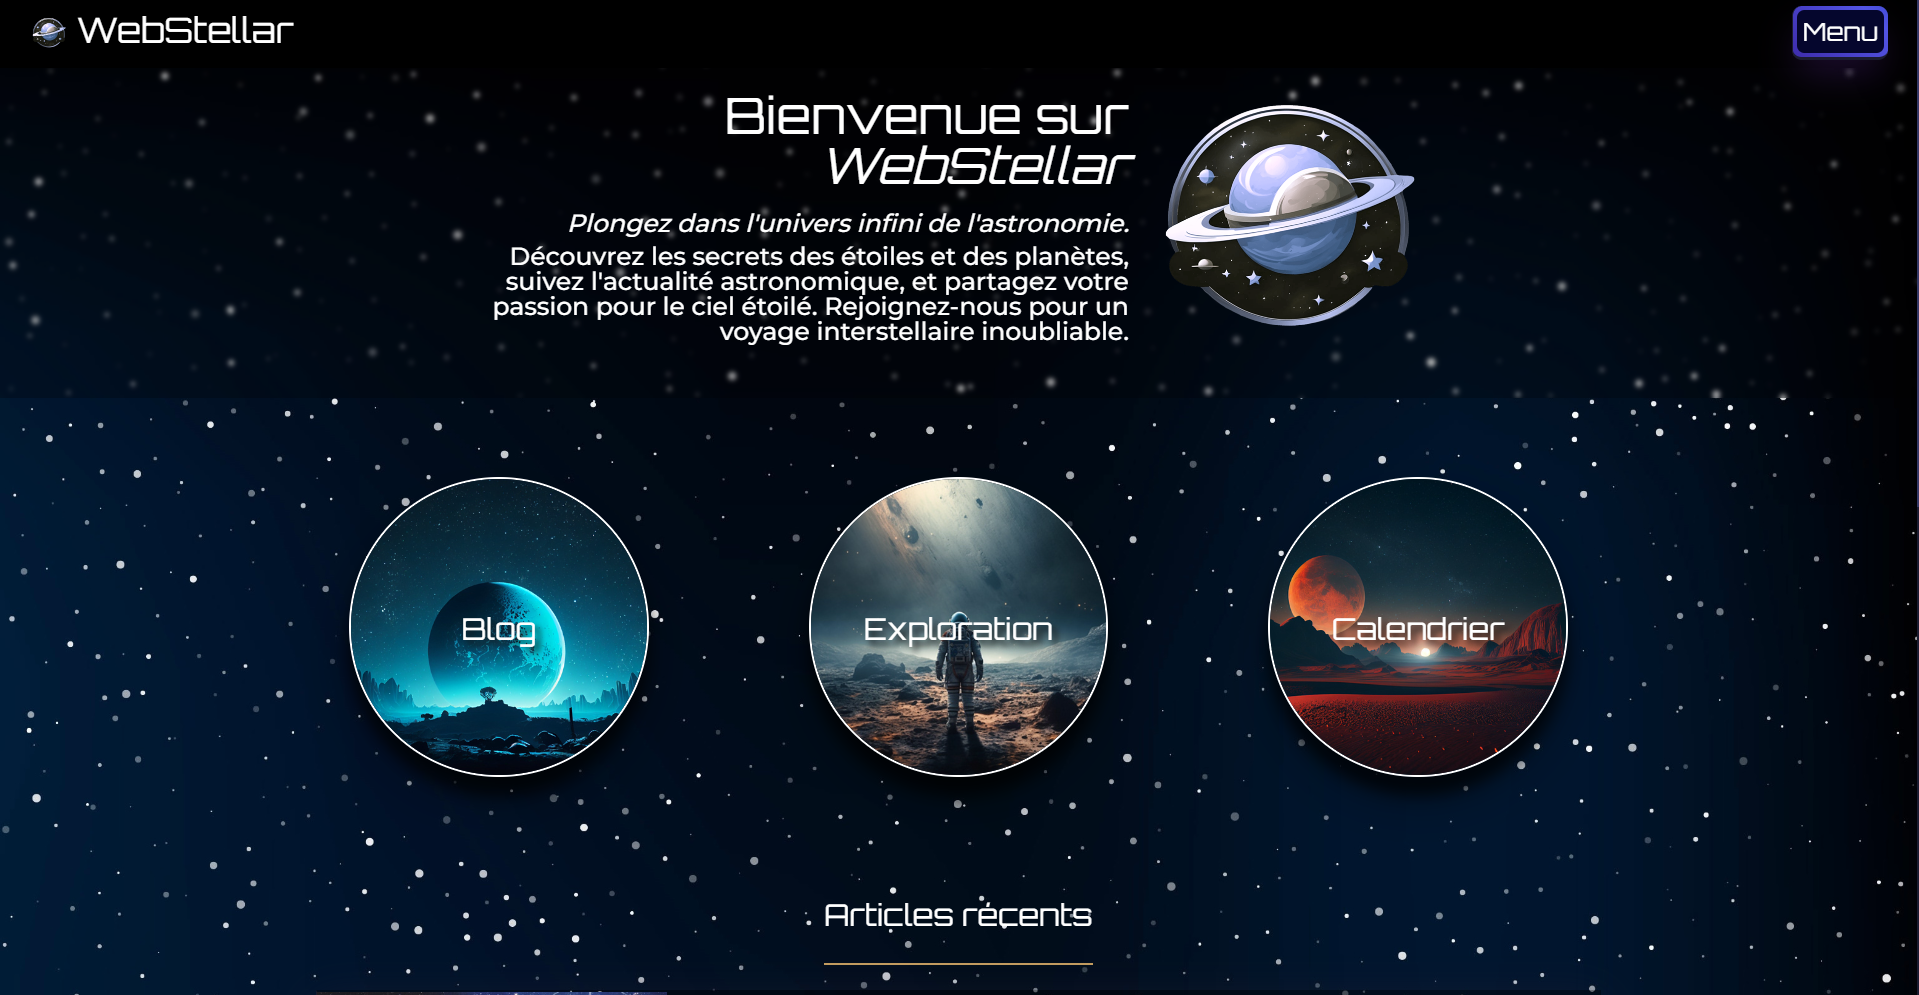 WebStellar
Menu
Bienvenue sur
WebStellar
Plongez dans l'univers infini de l'astronomie.
Découvrez les secrets des étoiles et des planètes,
suivez l'actualité astronomique, et partagez votre
passion pour le ciel étoilé. Rejoignez-nous pour un
voyage interstellaire inoubliable.
Blog
Exploration
Calendrier
Articles récents